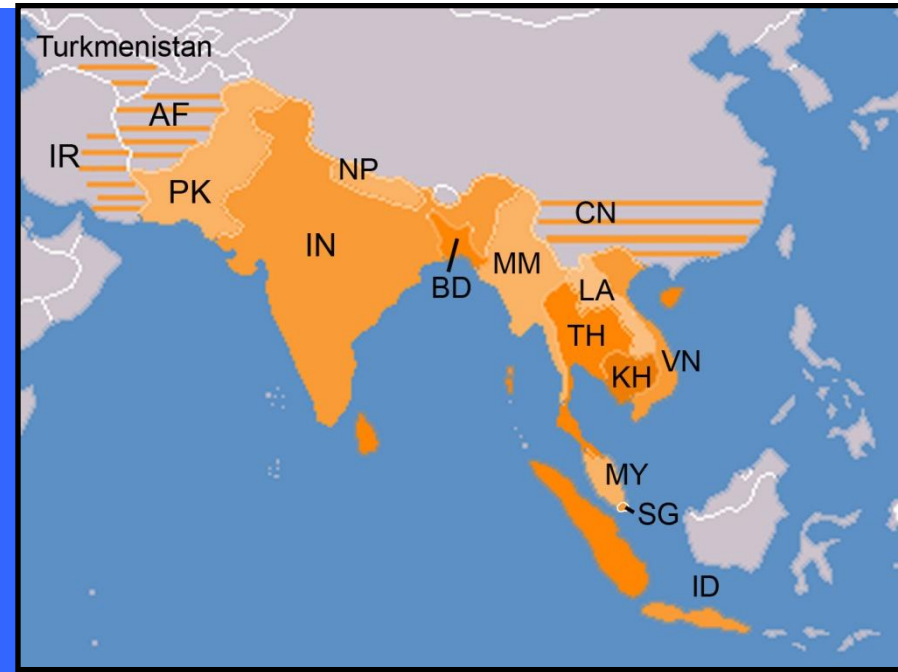 Turkmenistan
AF
IR
PK
NP
CN
IN
MM
BD
LA
TH
VN
KH
MY
SG
ID